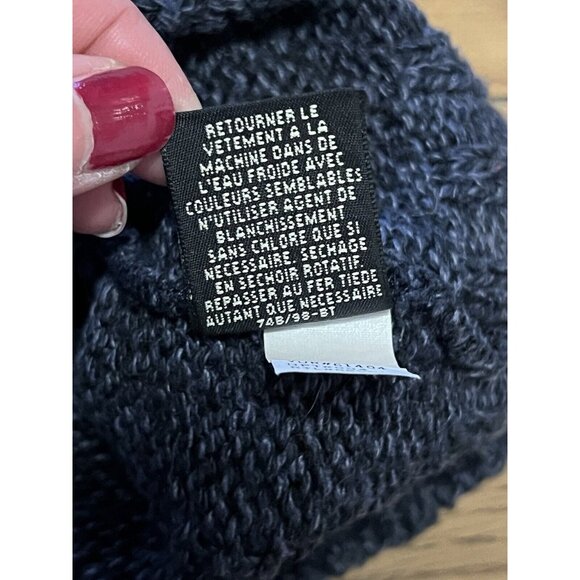 RETOURNER LE
VETEMENT A LA
MACHINE DANS DE
L'EAU FROIDE AVEC
COULEURS SEMBLABLES
N'UTILISER AGENT DE
BLANCHISSEMENT
SANS CHLORE QUE SI
NECESSAIRE. SECHAGE
EN SECHOIR ROTATIF.
REPASSER AU FER TIEDE
AUTANT QUE NECESSAIRE
74B/98-BT